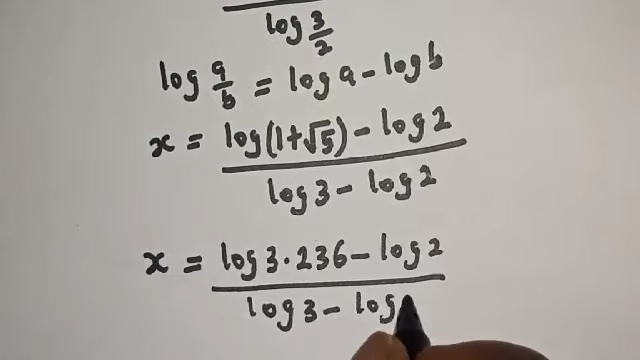 log 3/2
log a/b = log a - log b
x = log(1+√5) - log 2
log 3 - log 2
x = log 3.236 - log 2
log 3 - log